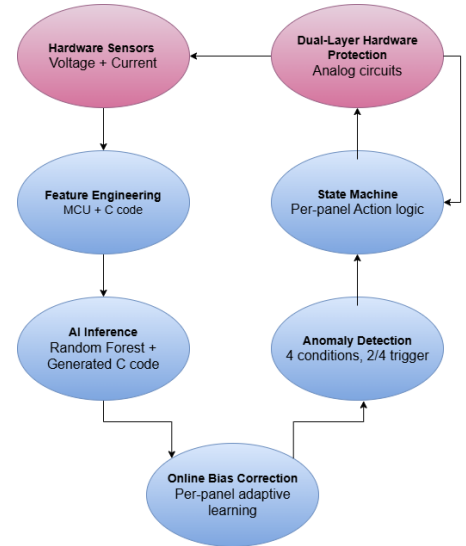 Hardware Sensors
Voltage + Current
Dual-Layer Hardware
Protection
Analog circuits
Feature Engineering
MCU + C code
State Machine
Per-panel Action logic
AI Inference
Random Forest +
Generated C code
Anomaly Detection
4 conditions, 2/4 trigger
Online Bias Correction
Per-panel adaptive
learning